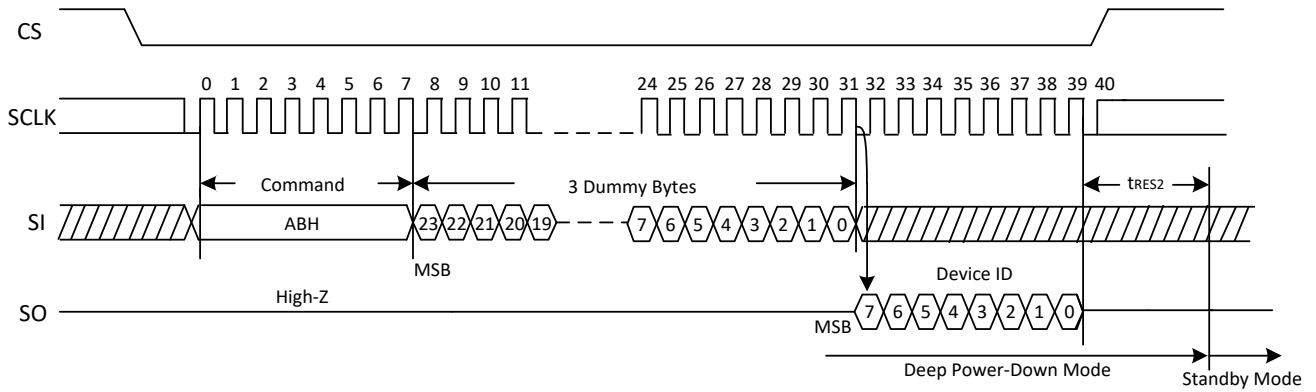 CS
0 1 2 3 4 5 6 7 8 9 10 11 24 25 26 27 28 29 30 31 32 33 34 35 36 37 38 39 40
SCLK
Command 3 Dummy Bytes tRES2
SI ABH 23 22 21 20 19 7 6 5 4 3 2 1 0
MSB Device ID
High-Z
SO 7 6 5 4 3 2 1 0
MSB
Deep Power-Down Mode Standby Mode